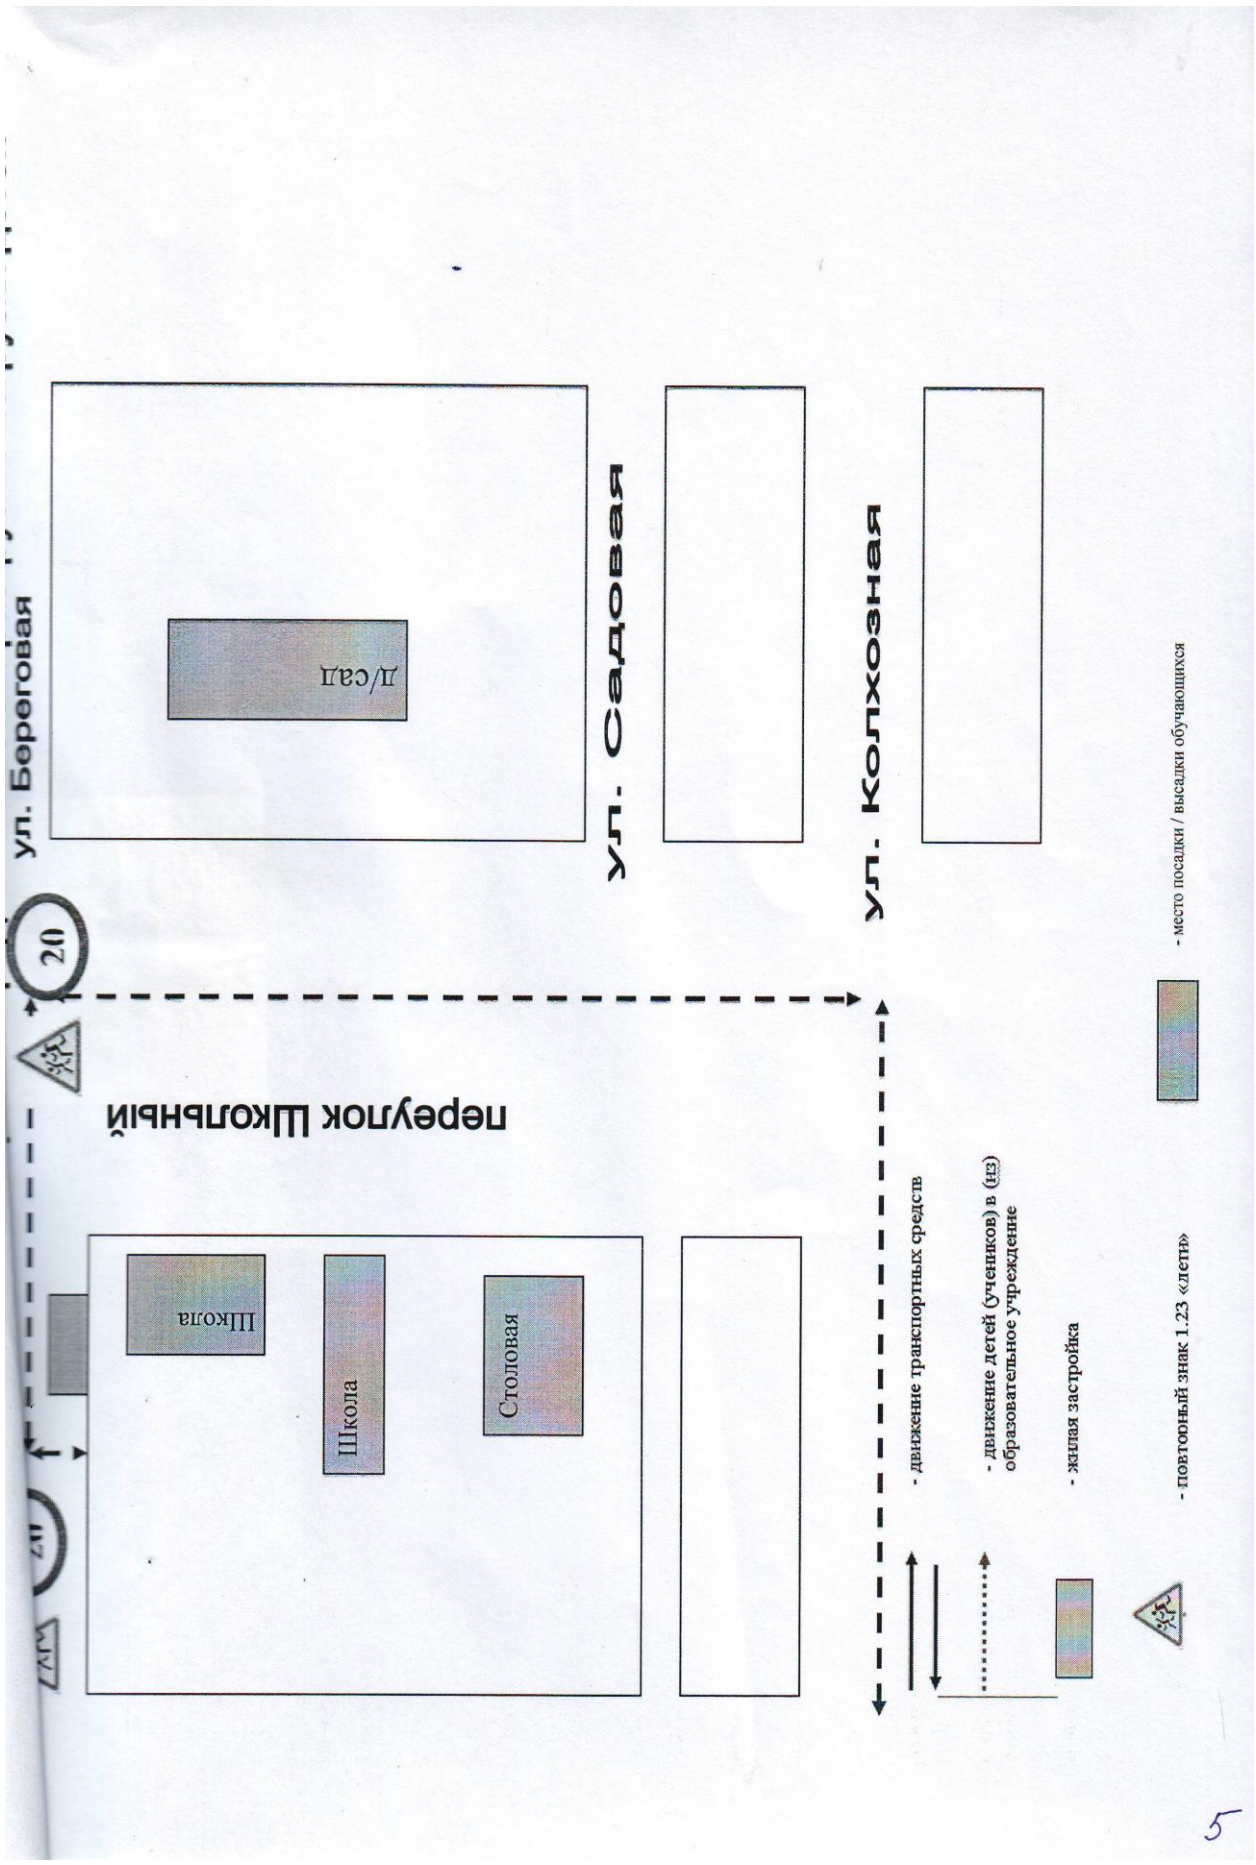 ул. Береговая
20
переулок Школьный
Школа
Школа
Столовая
д/сад
ул. Садовая
ул. Колхозная
- движение транспортных средств
- движение детей (учеников) в (из)
образовательное учреждение
- жилая застройка
- повторный знак 1.23 «дети»
- место посадки / высадки обучающихся
5